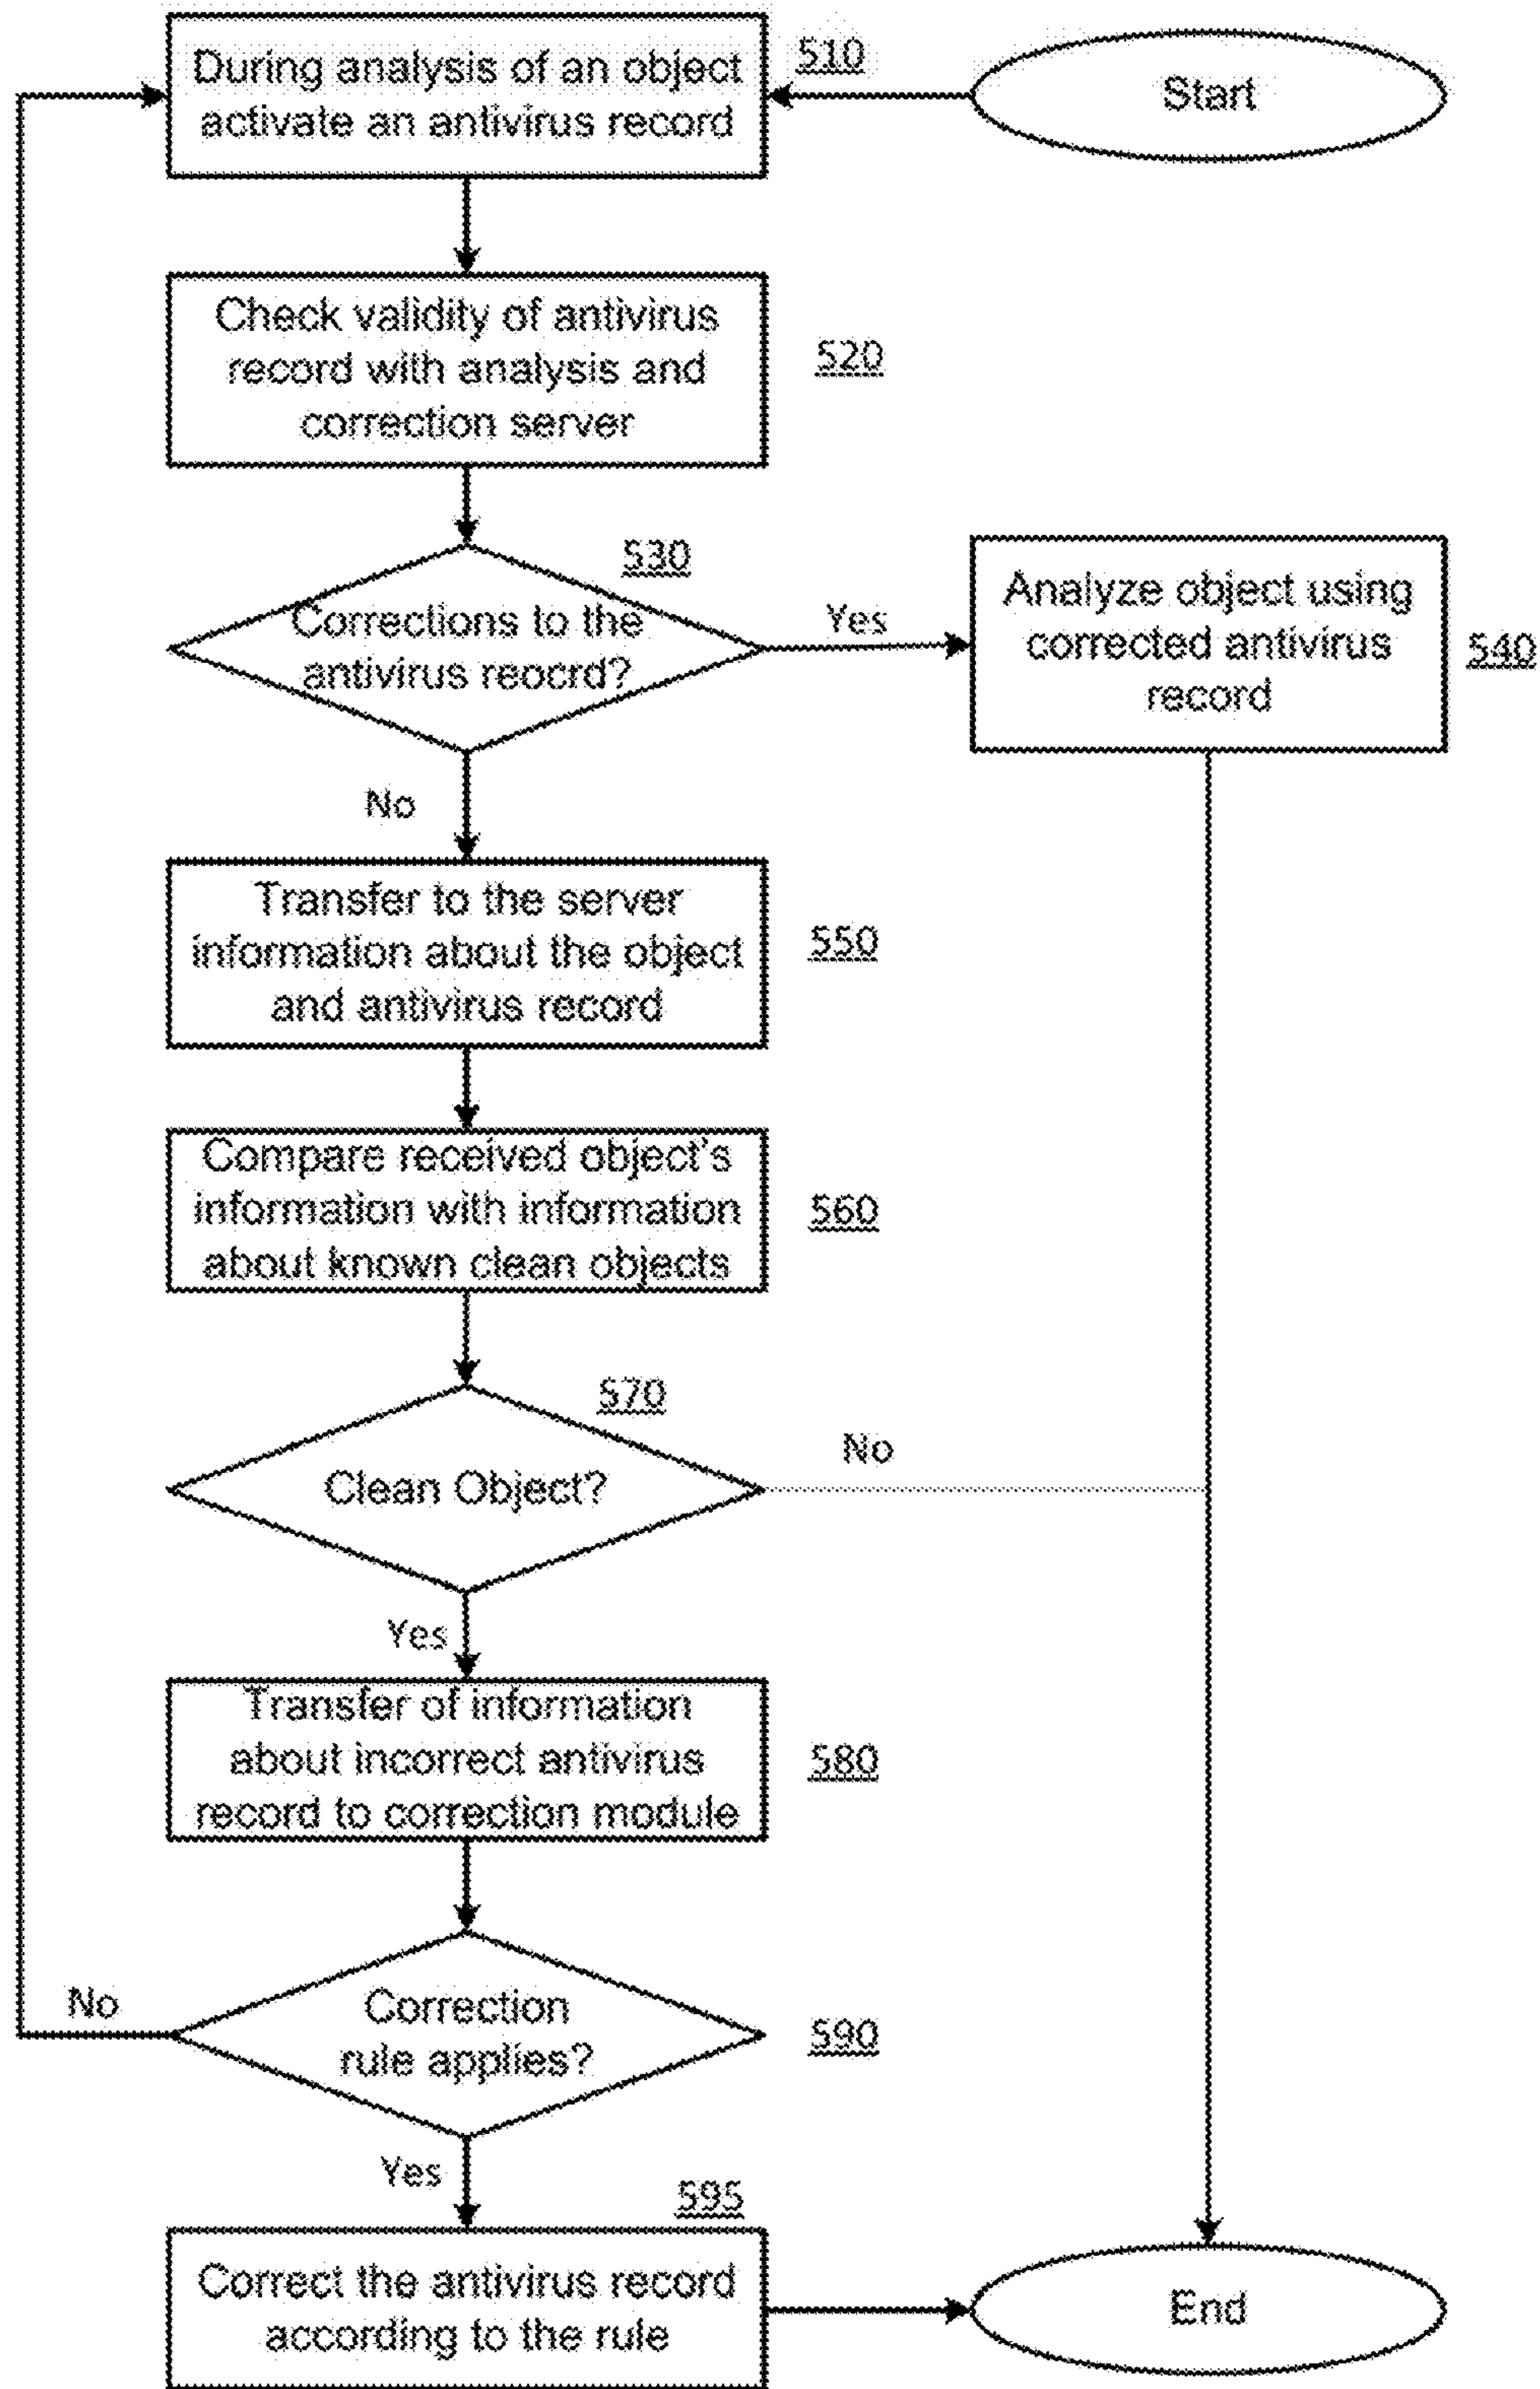 During analysis of an object
activate an antivirus record
510
Start
Check validity of antivirus
record with analysis and
correction server
520
530
Corrections to the
antivirus reocrd?
Yes
Analyze object using
corrected antivirus
record
540
No
Transfer to the server
information about the object
and antivirus record
550
Compare received object's
information with information
about known clean objects
560
570
Clean Object?
No
Yes
Transfer of information
about incorrect antivirus
record to correction module
580
No
Correction
rule applies?
590
Yes
595
Correct the antivirus record
according to the rule
End